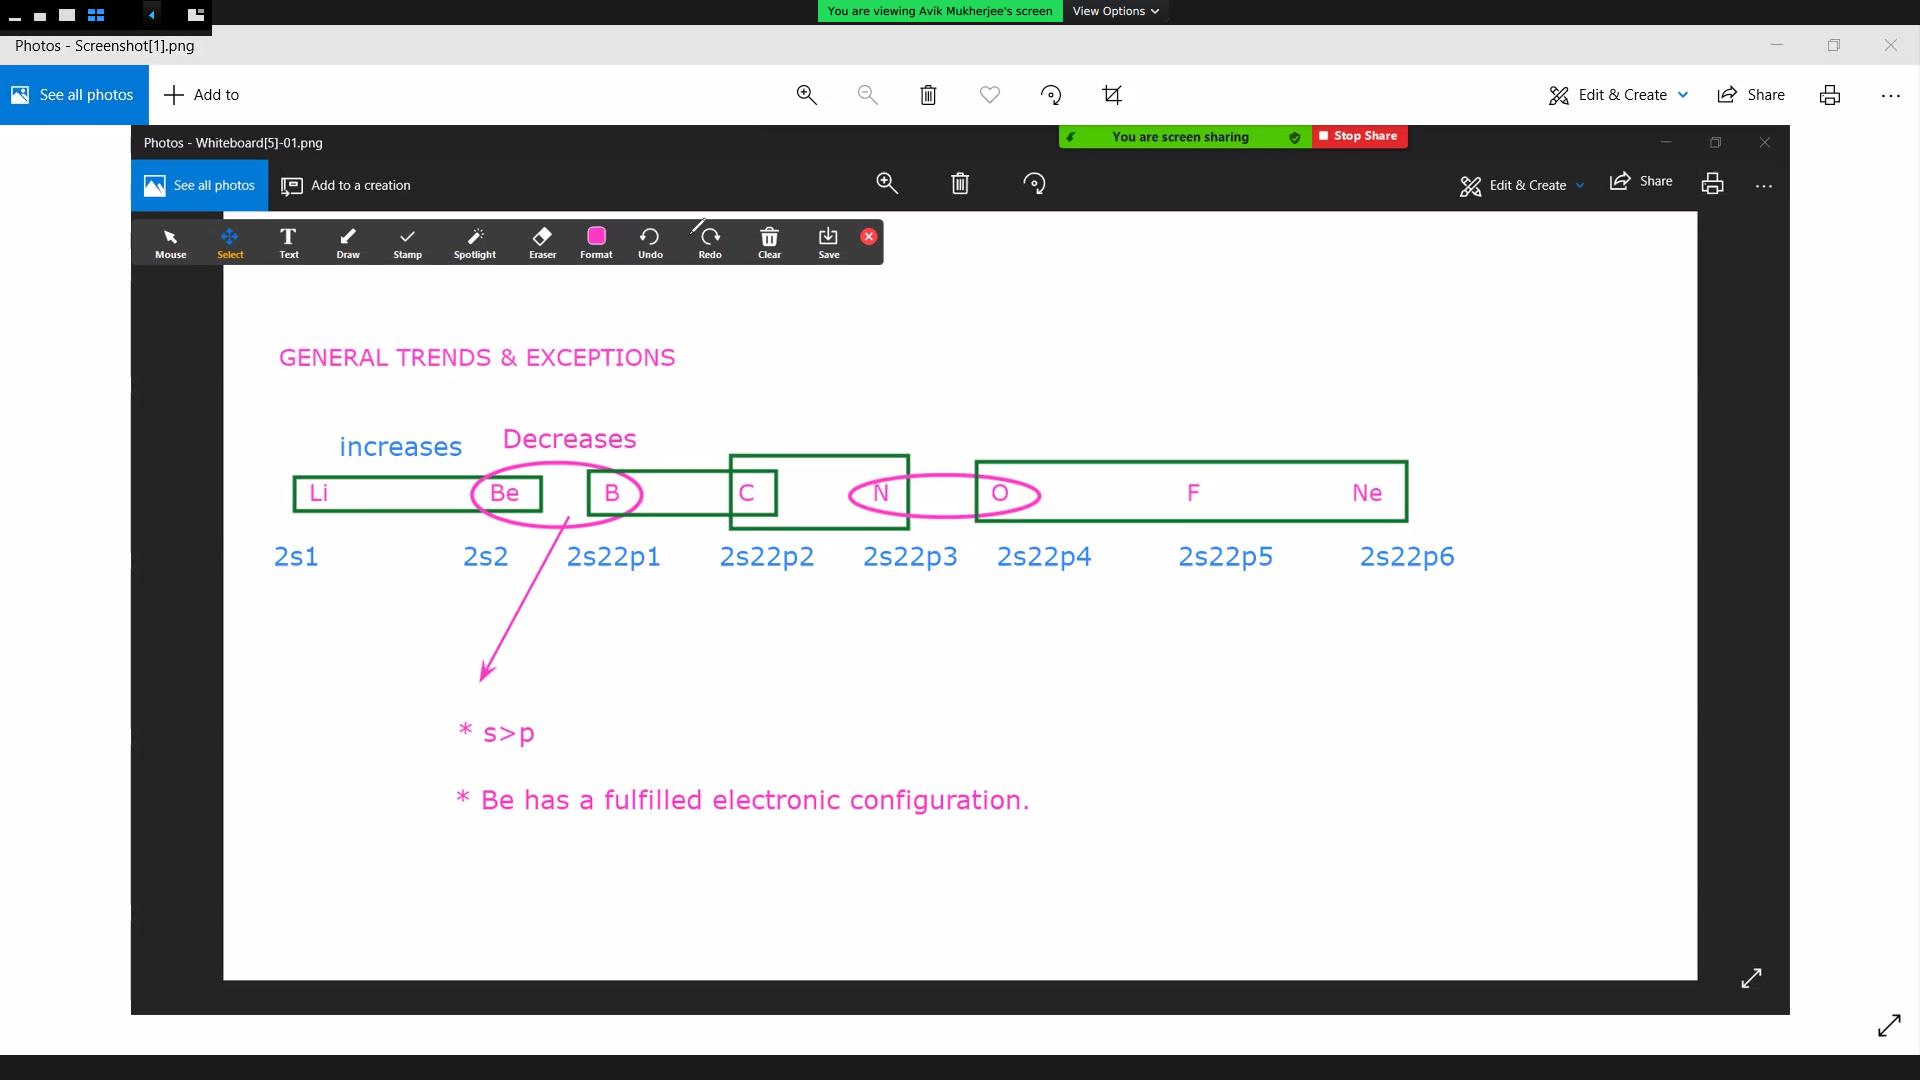 You are viewing Avik Mukherjee's screen View Options
Photos - Screenshot[1].png
See all photos Add to Edit & Create Share
Photos - Whiteboard[5]-01.png You are screen sharing Stop Share
See all photos Add to a creation Edit & Create Share
Mouse Select Text Draw Stamp Spotlight Eraser Format Undo Redo Clear Save
GENERAL TRENDS & EXCEPTIONS
increases Decreases
Li Be B C N O F Ne
2s1 2s2 2s22p1 2s22p2 2s22p3 2s22p4 2s22p5 2s22p6
* s>p
* Be has a fulfilled electronic configuration.